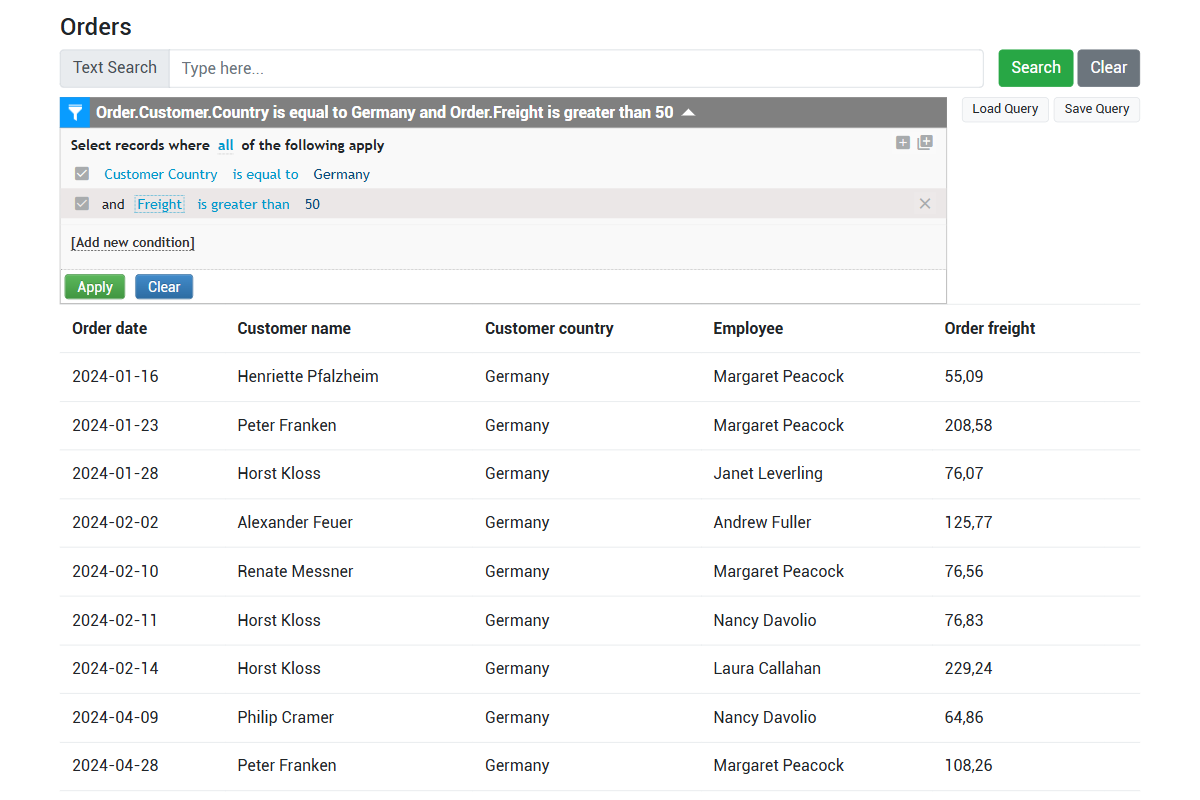 Orders
Text Search Type here... Search Clear
Order.Customer.Country is equal to Germany and Order.Freight is greater than 50 Load Query Save Query
Select records where all of the following apply
Customer Country is equal to Germany
and Freight is greater than 50
[Add new condition]
Apply Clear
Order date Customer name Customer country Employee Order freight
2024-01-16 Henriette Pfalzheim Germany Margaret Peacock 55,09
2024-01-23 Peter Franken Germany Margaret Peacock 208,58
2024-01-28 Horst Kloss Germany Janet Leverling 76,07
2024-02-02 Alexander Feuer Germany Andrew Fuller 125,77
2024-02-10 Renate Messner Germany Margaret Peacock 76,56
2024-02-11 Horst Kloss Germany Nancy Davolio 76,83
2024-02-14 Horst Kloss Germany Laura Callahan 229,24
2024-04-09 Philip Cramer Germany Nancy Davolio 64,86
2024-04-28 Peter Franken Germany Margaret Peacock 108,26